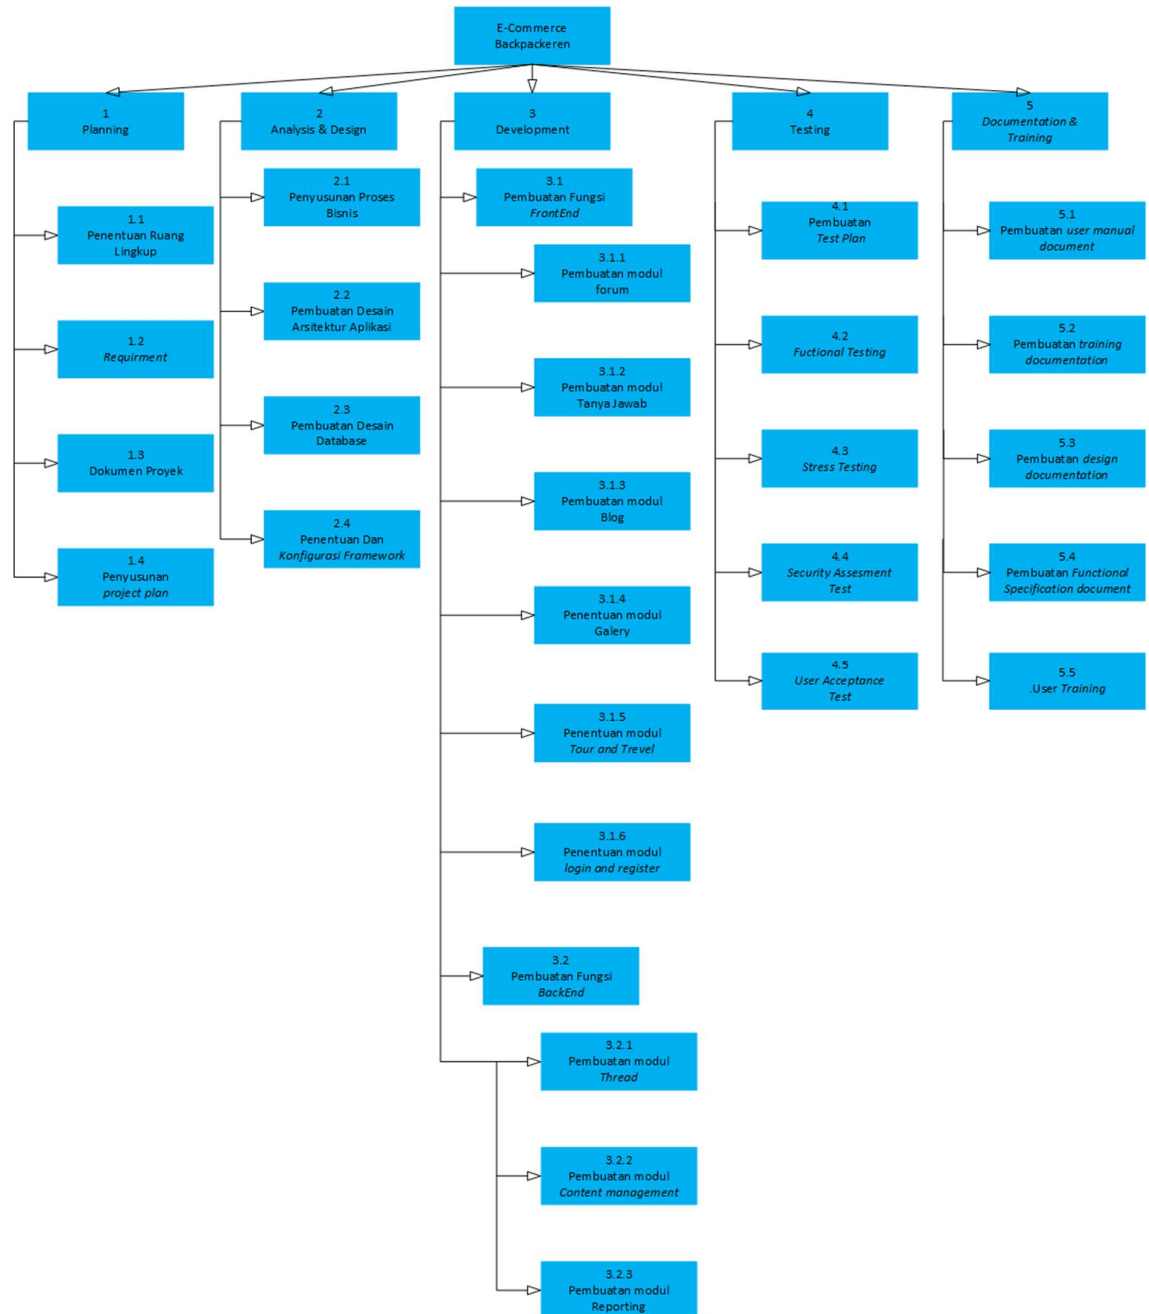 E-Commerce
Backpackeren
1
Planning
1.1
Penentuan Ruang
Lingkup
1.2
Requirment
1.3
Dokumen Proyek
1.4
Penyusunan
project plan
2
Analysis & Design
2.1
Penyusunan Proses
Bisnis
2.2
Pembuatan Desain
Arsitektur Aplikasi
2.3
Pembuatan Desain
Database
2.4
Penentuan Dan
Konfigurasi Framework
3
Development
3.1
Pembuatan Fungsi
FrontEnd
3.1.1
Pembuatan modul
forum
3.1.2
Pembuatan modul
Tanya Jawab
3.1.3
Pembuatan modul
Blog
3.1.4
Penentuan modul
Galery
3.1.5
Penentuan modul
Tour and Trevel
3.1.6
Penentuan modul
login and register
3.2
Pembuatan Fungsi
BackEnd
3.2.1
Pembuatan modul
Thread
3.2.2
Pembuatan modul
Content management
3.2.3
Pembuatan modul
Reporting
4
Testing
4.1
Pembuatan
Test Plan
4.2
Fuctional Testing
4.3
Stress Testing
4.4
Security Assesment
Test
4.5
User Acceptance
Test
5
Documentation &
Training
5.1
Pembuatan user manual
document
5.2
Pembuatan training
documentation
5.3
Pembuatan design
documentation
5.4
Pembuatan Functional
Specification document
5.5
.User Training